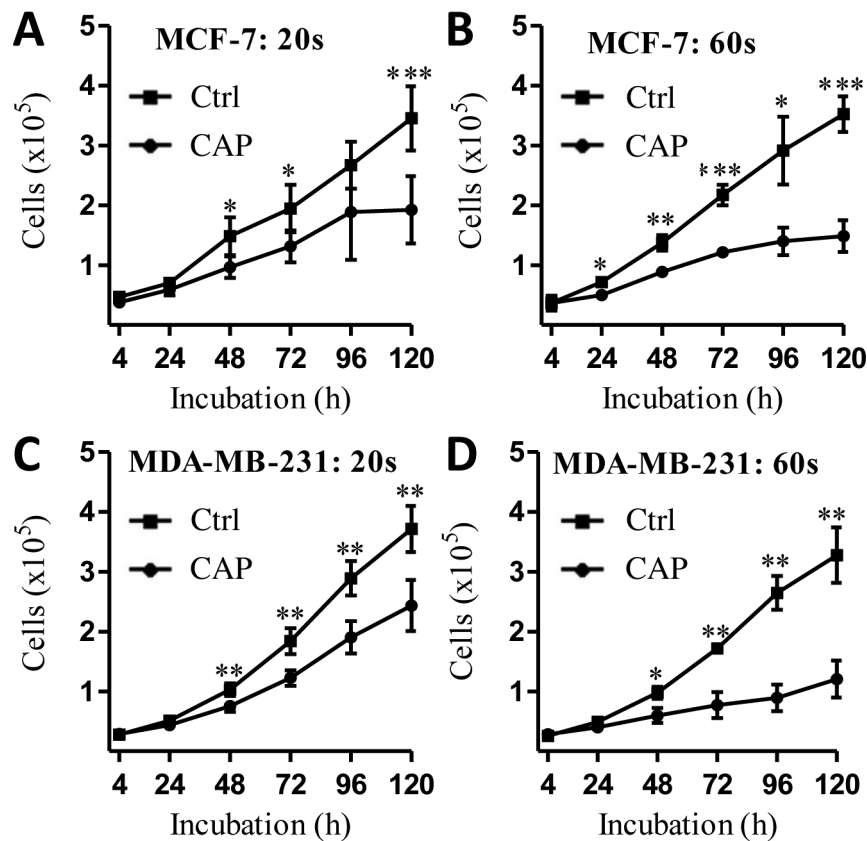 A
MCF-7: 20s
Ctrl
CAP
Cells (x10⁵)
5
4
3
2
1
*
*
***
4 24 48 72 96 120
Incubation (h)
B
MCF-7: 60s
Ctrl
CAP
Cells (x10⁵)
5
4
3
2
1
*
**
***
*
***
4 24 48 72 96 120
Incubation (h)
C
MDA-MB-231: 20s
Ctrl
CAP
Cells (x10⁵)
5
4
3
2
1
**
**
**
**
4 24 48 72 96 120
Incubation (h)
D
MDA-MB-231: 60s
Ctrl
CAP
Cells (x10⁵)
5
4
3
2
1
*
**
**
**
4 24 48 72 96 120
Incubation (h)